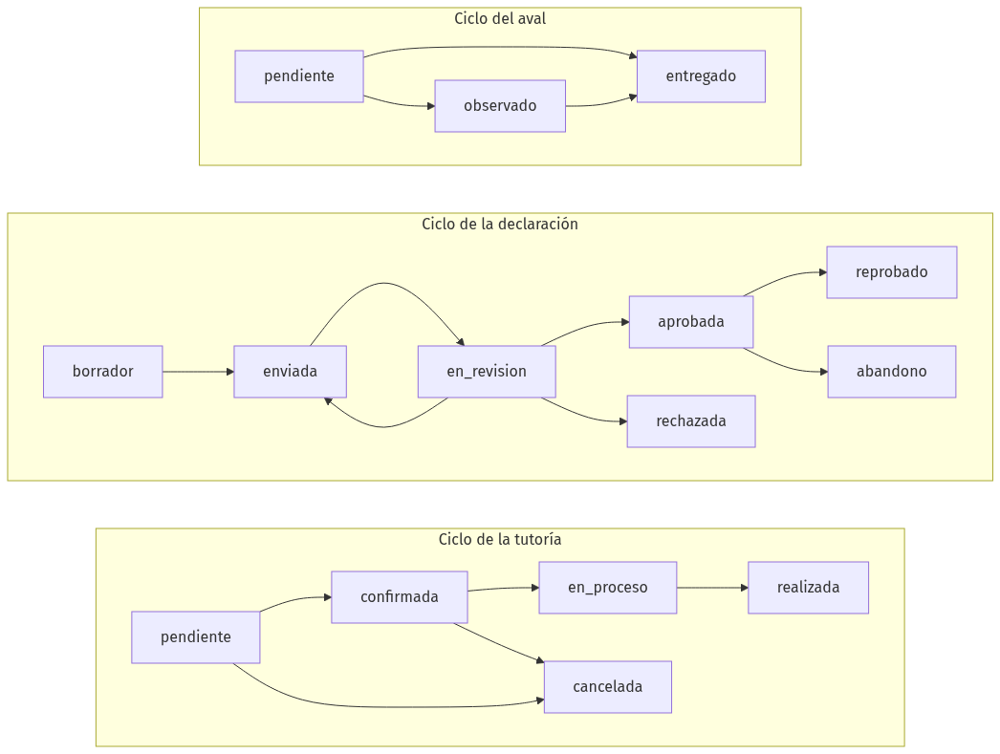 Ciclo del aval
pendiente
observado
entregado
Ciclo de la declaración
borrador
enviada
en_revision
aprobada
rechazada
reprobado
abandono
Ciclo de la tutoría
pendiente
confirmada
en_proceso
realizada
cancelada